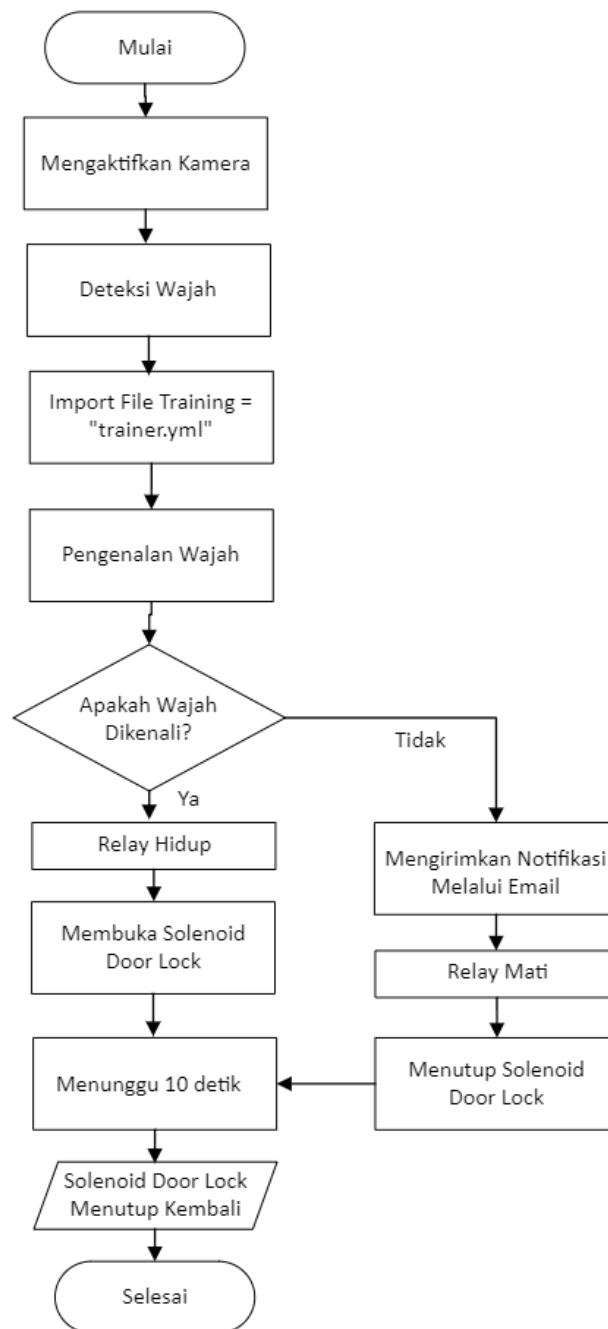 Mulai
Mengaktifkan Kamera
Deteksi Wajah
Import File Training =
"trainer.yml"
Pengenalan Wajah
Apakah Wajah
Dikenali?
Tidak
Ya
Relay Hidup
Mengirimkan Notifikasi
Melalui Email
Membuka Solenoid
Door Lock
Relay Mati
Menunggu 10 detik
Menutup Solenoid
Door Lock
Solenoid Door Lock
Menutup Kembali
Selesai